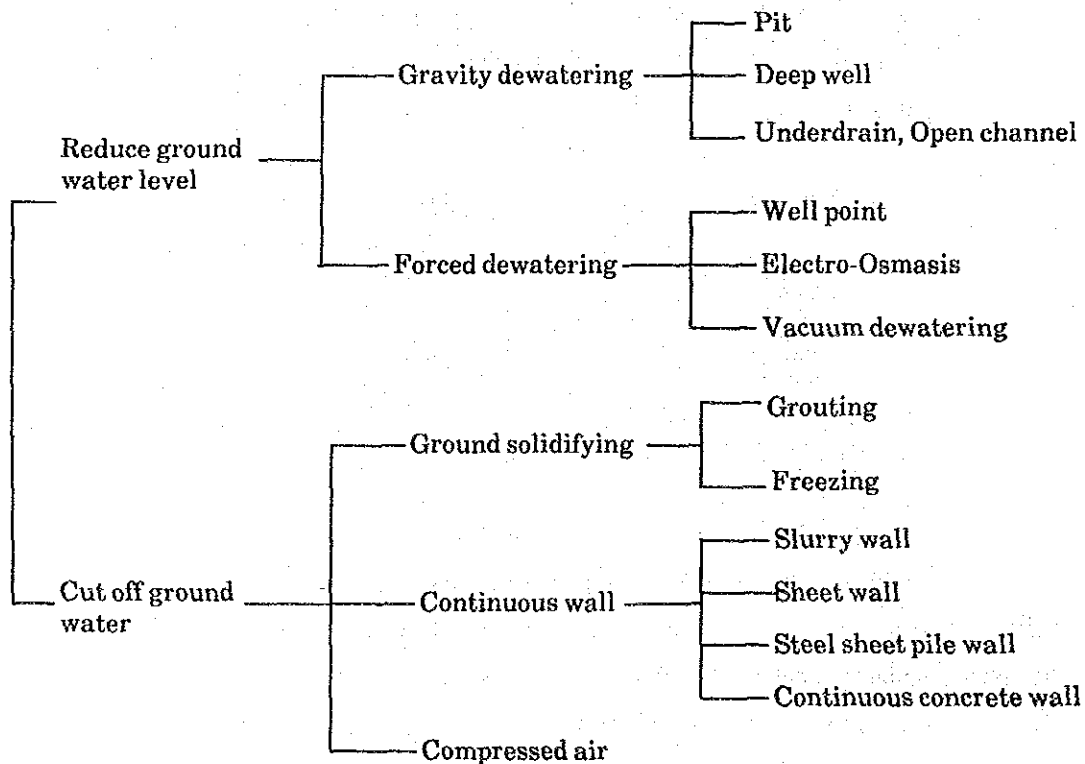 Pit
Gravity dewatering
Deep well
Underdrain, Open channel
Reduce ground
water level
Well point
Forced dewatering
Electro-Osmasis
Vacuum dewatering
Grouting
Ground solidifying
Freezing
Slurry wall
Cut off ground
water
Continuous wall
Sheet wall
Steel sheet pile wall
Continuous concrete wall
Compressed air